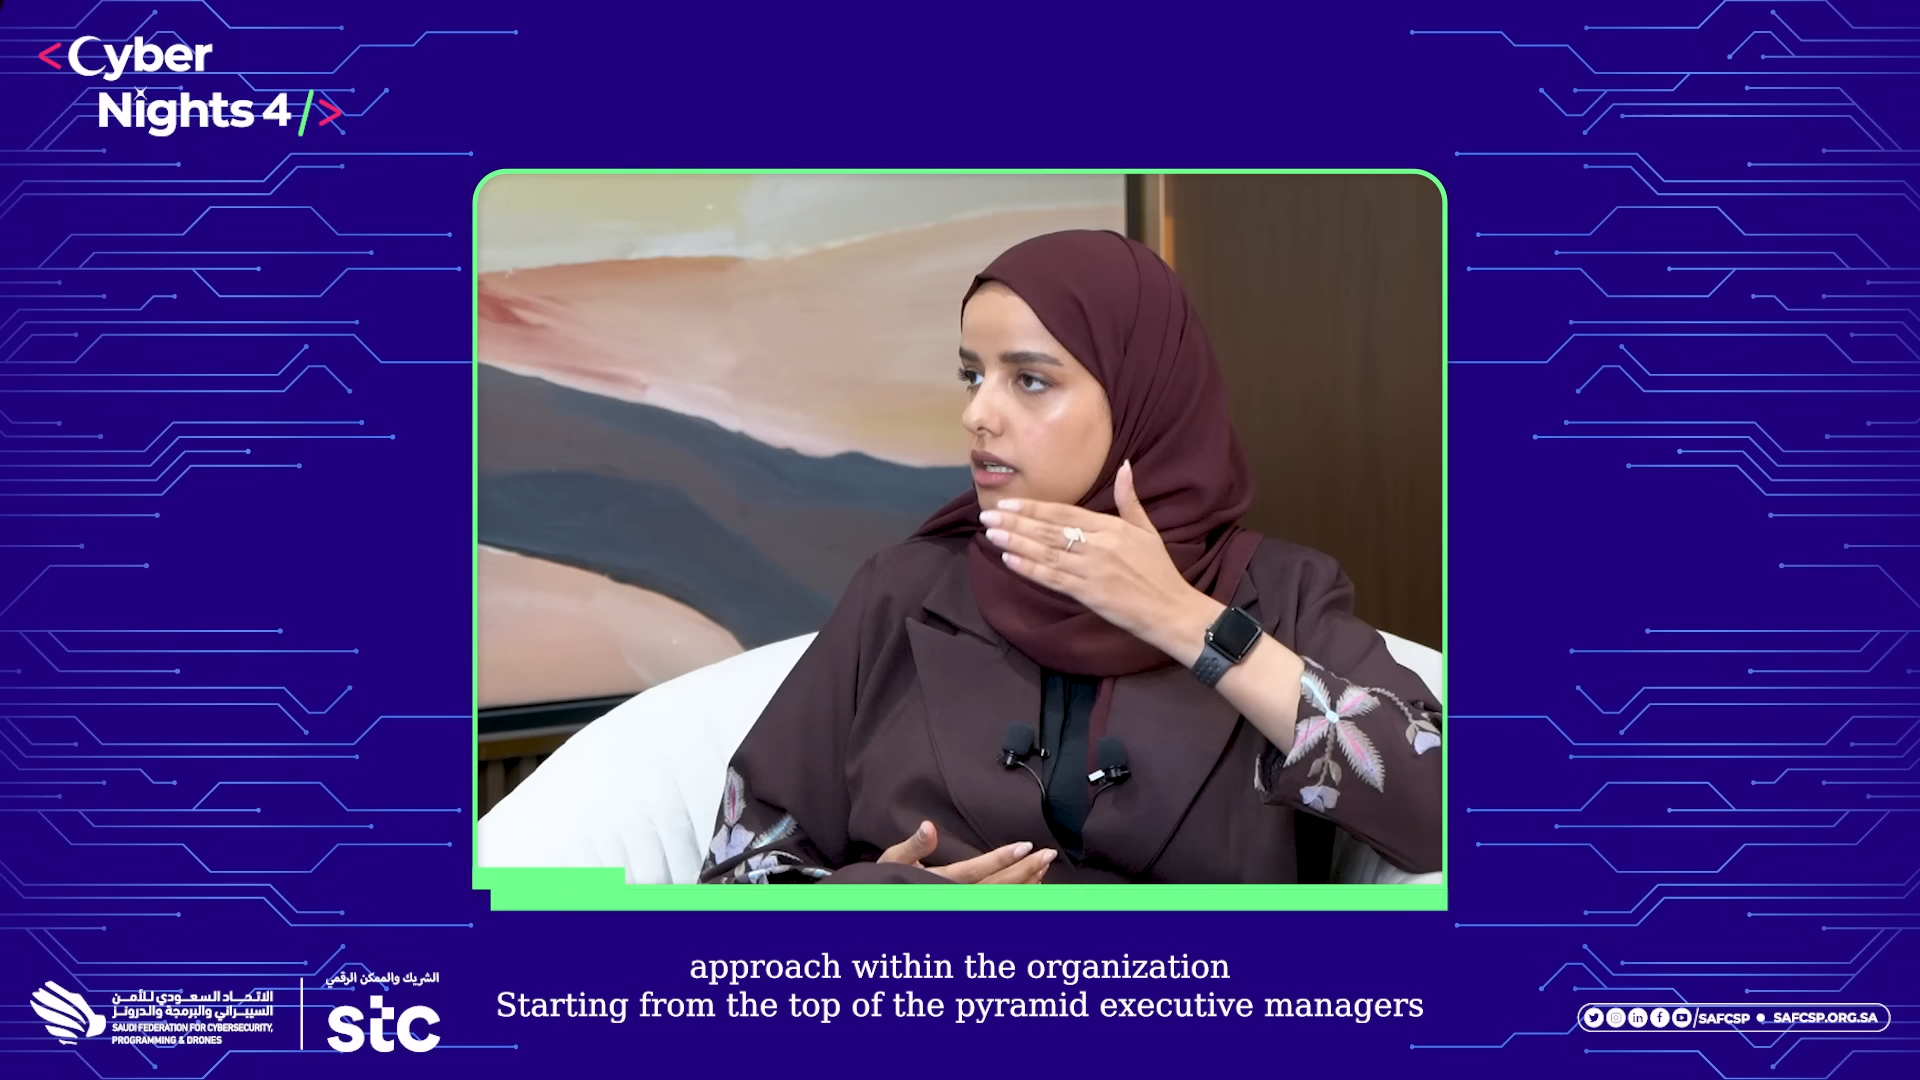 <Cyber
Nights 4/>
approach within the organization
Starting from the top of the pyramid executive managers
الاتحاد السعودي للأمن
السيبراني والبرمجة والدرونز
SAUDI FEDERATION FOR CYBERSECURITY,
PROGRAMMING & DRONES
الشريك والممكن الرقمي
stc
/SAFCSP • SAFCSP.ORG.SA